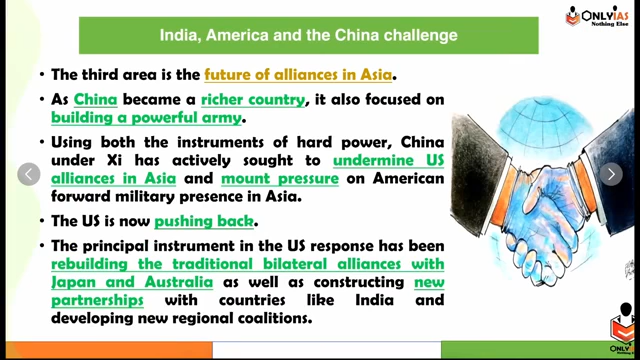 India, America and the China challenge
ONLYIAS
Nothing Else
• The third area is the future of alliances in Asia.
• As China became a richer country, it also focused on
building a powerful army.
• Using both the instruments of hard power, China
under Xi has actively sought to undermine US
alliances in Asia and mount pressure on American
forward military presence in Asia.
• The US is now pushing back.
• The principal instrument in the US response has been
rebuilding the traditional bilateral alliances with
Japan and Australia as well as constructing new
partnerships with countries like India and
developing new regional coalitions.